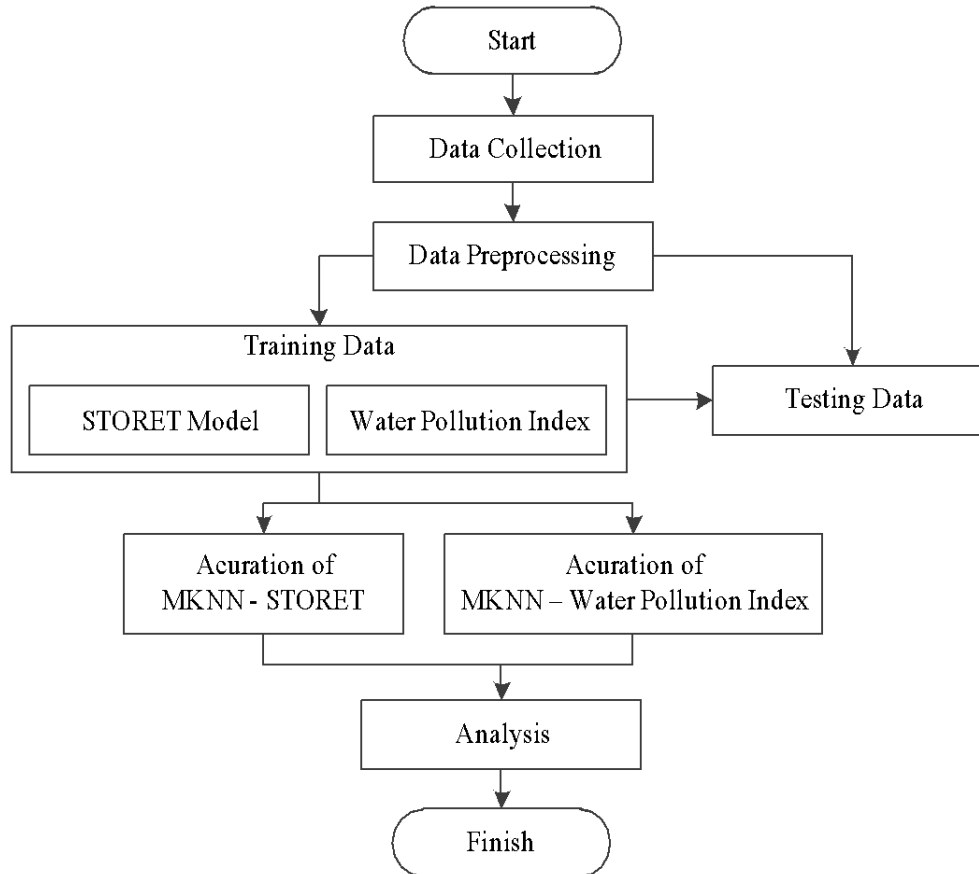 Start
Data Collection
Data Preprocessing
Training Data
STORET Model
Water Pollution Index
Testing Data
Acuration of
MKNN - STORET
Acuration of
MKNN – Water Pollution Index
Analysis
Finish